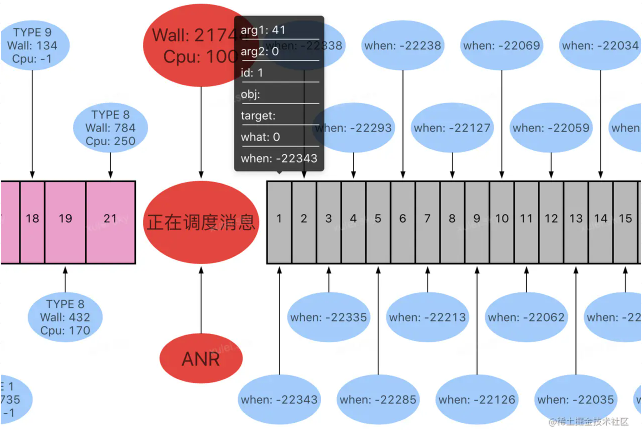 TYPE 9
Wall: 134
Cpu: -1
TYPE 8
Wall: 784
Cpu: 250
Wall: 2174
Cpu: 100
arg1: 41
arg2: 0
id: 1
obj:
target:
what: 0
when: -22343
when: -22338
when: -22238
when: -22069
when: -22034
when: -22293
when: -22127
when: -22059
when:
18
19
21
正在调度消息
1
2
3
4
5
6
7
8
9
10
11
12
13
14
15
TYPE 8
Wall: 432
Cpu: 170
ANR
when: -22335
when: -22213
when: -22062
when: -22
E 1
735
-1
when: -22343
when: -22285
when: -22126
when: -22035
@稀土掘金技术社区